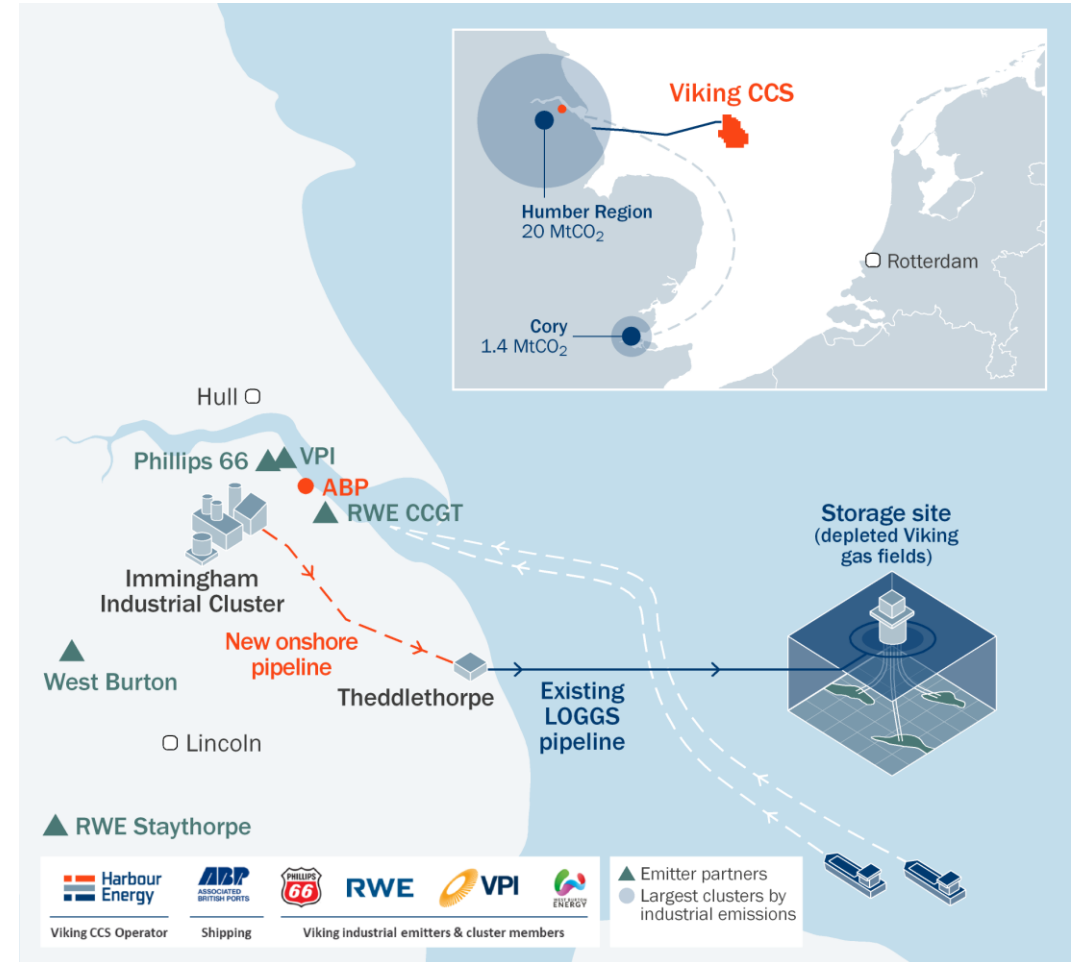 Viking CCS
Humber Region
20 MtCO₂
Rotterdam
Cory
1.4 MtCO₂
Hull
Phillips 66
VPI
ABP
RWE CCGT
Immingham
Industrial Cluster
New onshore
pipeline
West Burton
Theddlethorpe
Lincoln
RWE Staythorpe
Existing
LOGGS
pipeline
Storage site
(depleted Viking
gas fields)
Harbour
Energy
Viking CCS Operator
ABP
ASSOCIATED
BRITISH PORTS
Shipping
PHILLIPS
66
RWE
VPI
WEST BURTON
ENERGY
Viking industrial emitters & cluster members
Emitter partners
Largest clusters by
industrial emissions